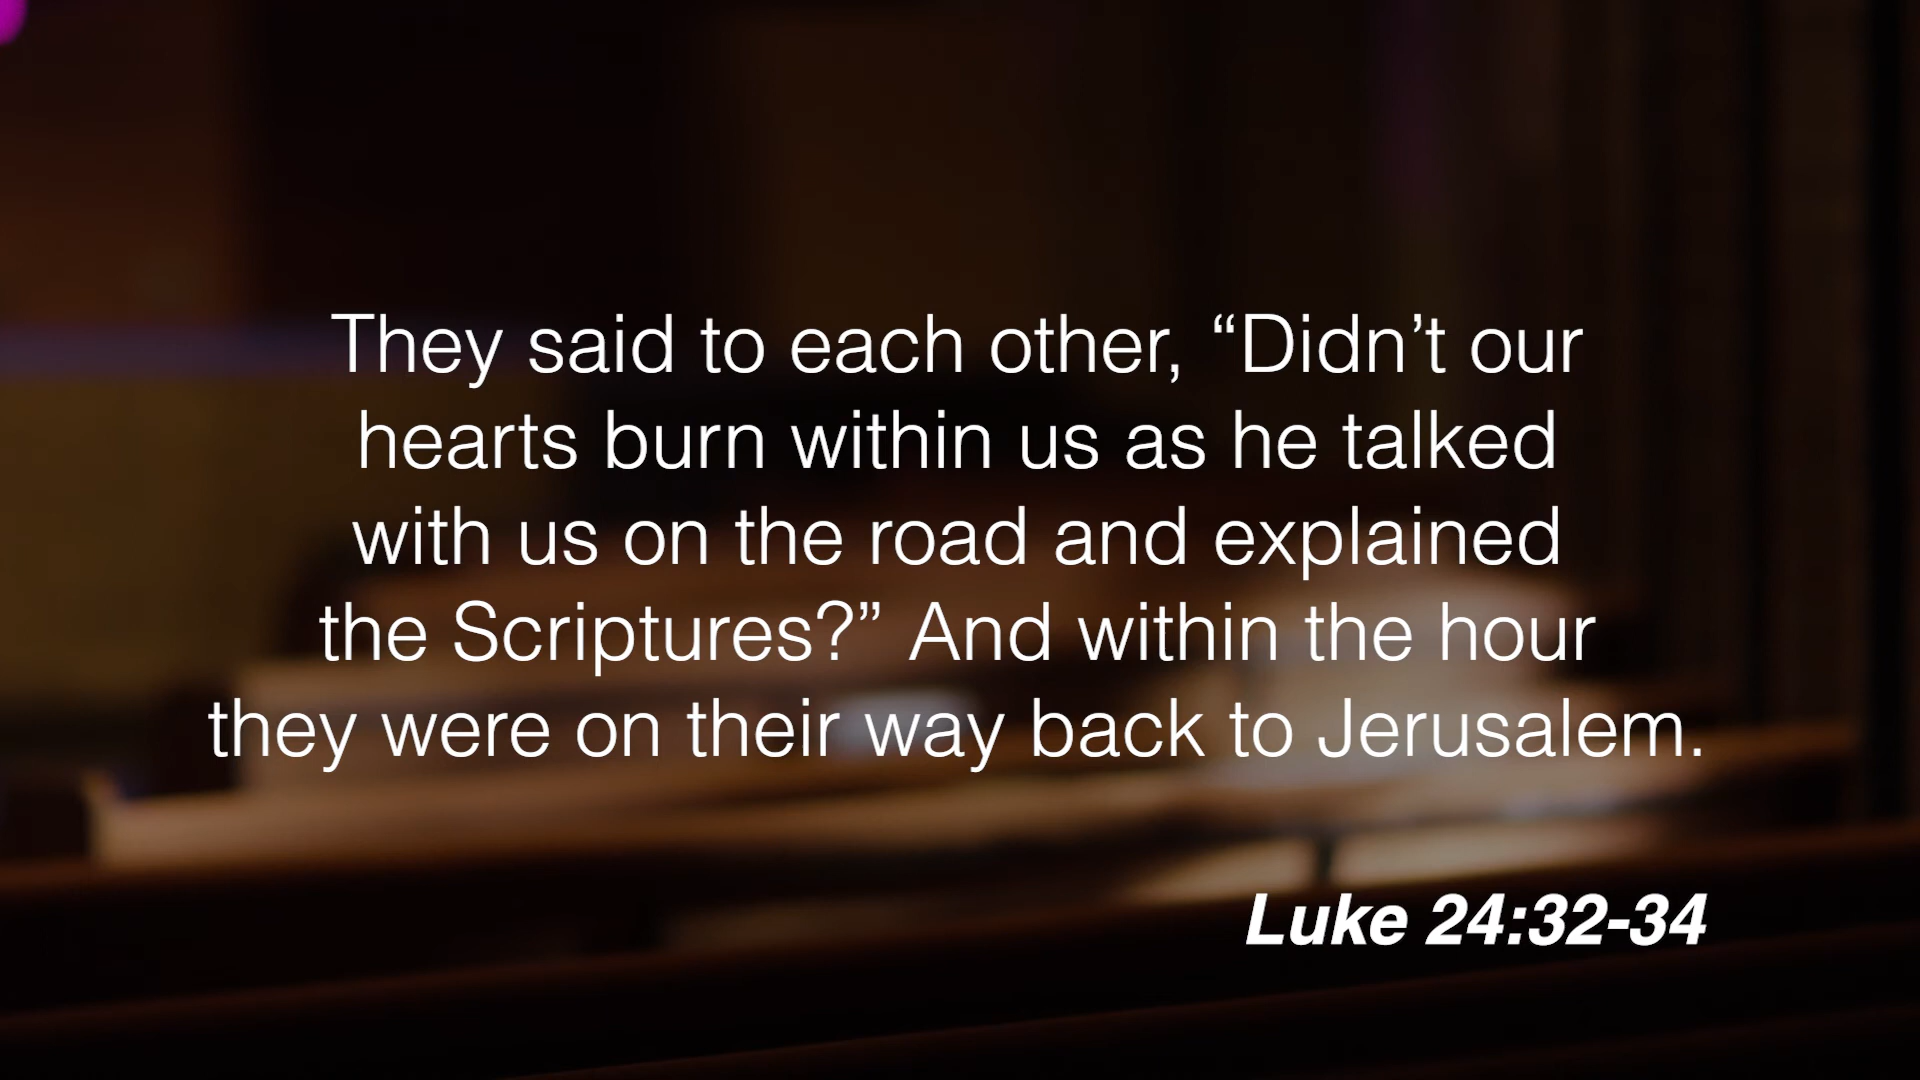 They said to each other, “Didn’t our
hearts burn within us as he talked
with us on the road and explained
the Scriptures?” And within the hour
they were on their way back to Jerusalem.
Luke 24:32-34